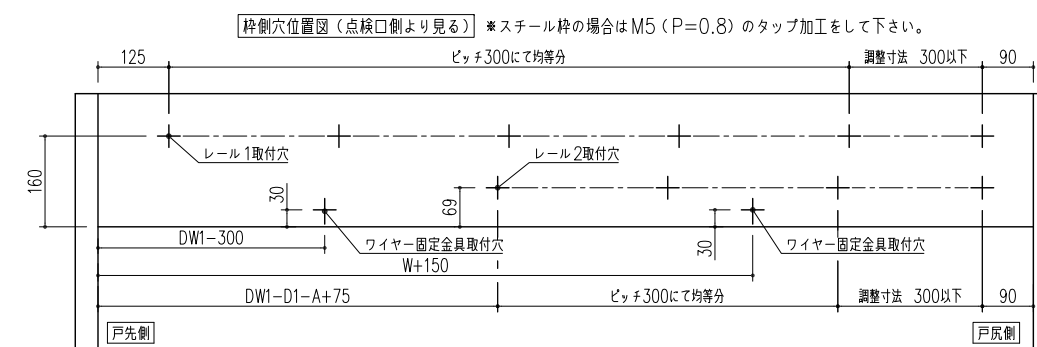 枠側穴位置図(点検口側より見る) ※スチール枠の場合はM5(P=0.8)のタップ加工をして下さい。
125 ピッチ300にて均等分 調整寸法 300以下 90
レール1取付穴 レール2取付穴
160
30
69
30
DW1-300 ワイヤー固定金具取付穴 ワイヤー固定金具取付穴
W+150
DW1-D1-A+75 ピッチ300にて均等分 調整寸法 300以下 90
戸先側 戸尻側